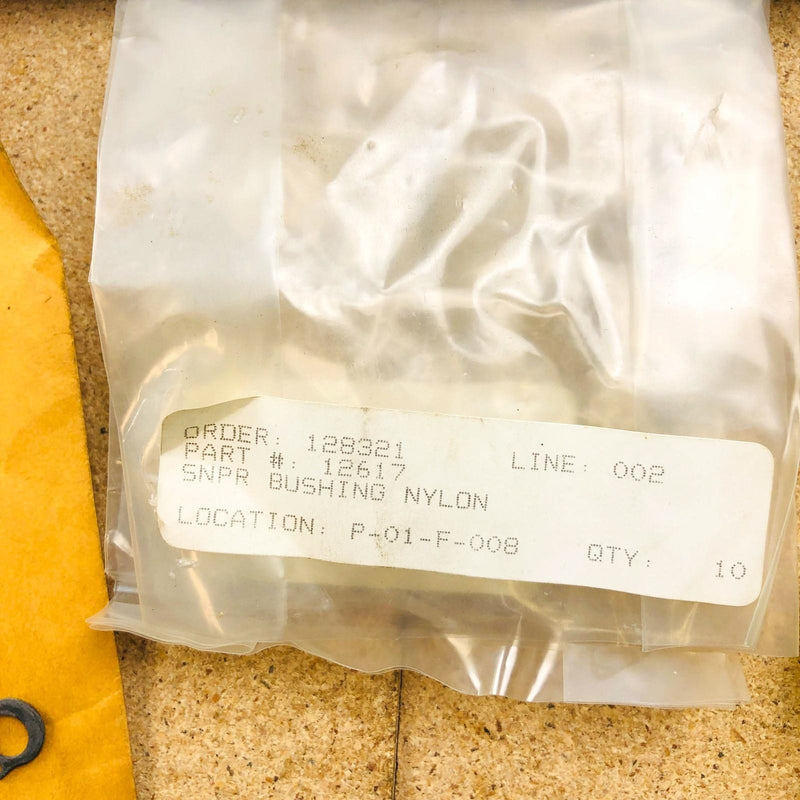 ORDER: 128321 LINE: 002
PART #: 12617
SNPR BUSHING NYLON
LOCATION: P-01-F-008 QTY: 10